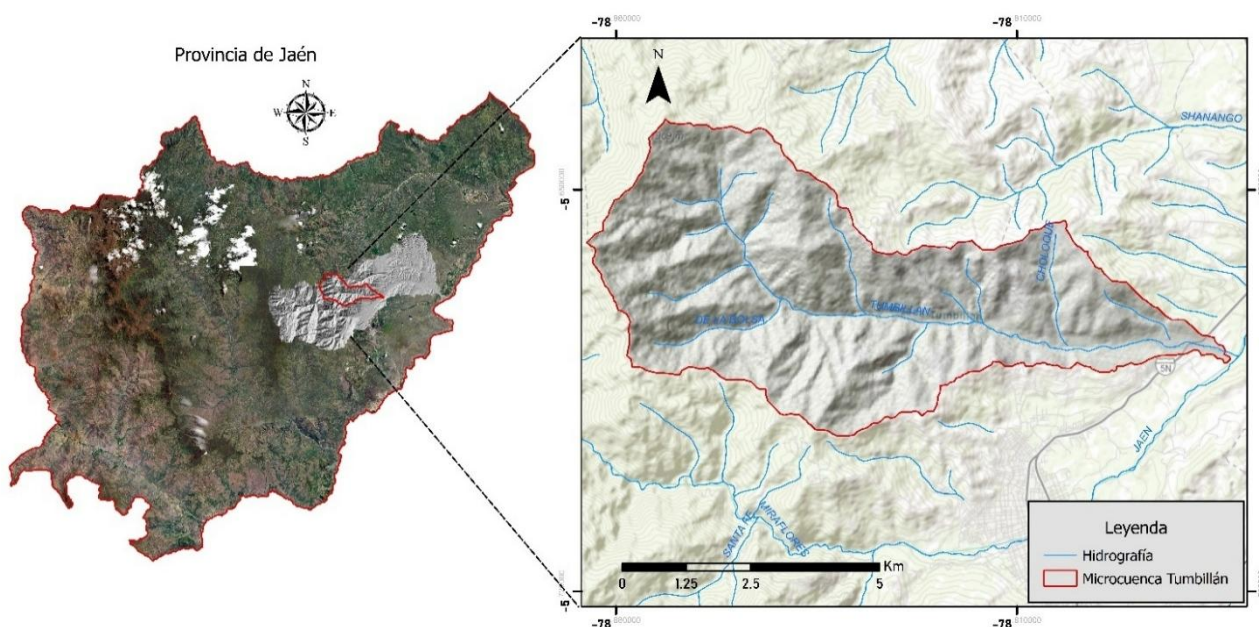 Provincia de Jaén
N
W
E
S
-78
-78
N
-5
SHANANGO
TUMBILLAN
5N
JAEN
SANTA FE
MIRAFLORES
Km
0
1.25
2.5
5
Leyenda
Hidrografía
Microcuenca Tumbillán
-5
-78
-78